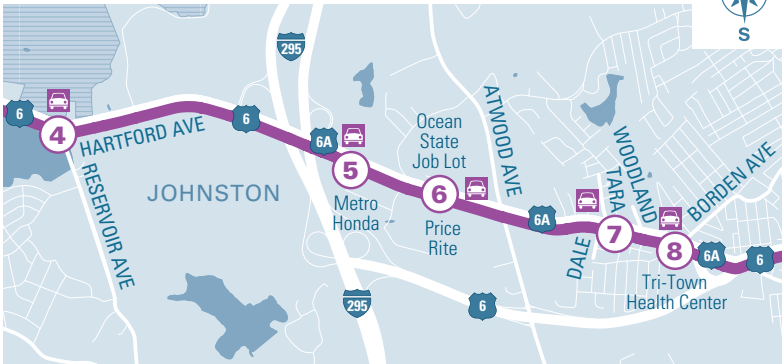 S
295
6
4
HARTFORD AVE
6
RESERVOIR AVE
JOHNSTON
6A
5
Metro
Honda
Ocean
State
Job Lot
6
Price
Rite
ATWOOD AVE
6A
DALE
TARA
7
WOODLAND
8
BORDEN AVE
6A
6
Tri-Town
Health Center
295
6